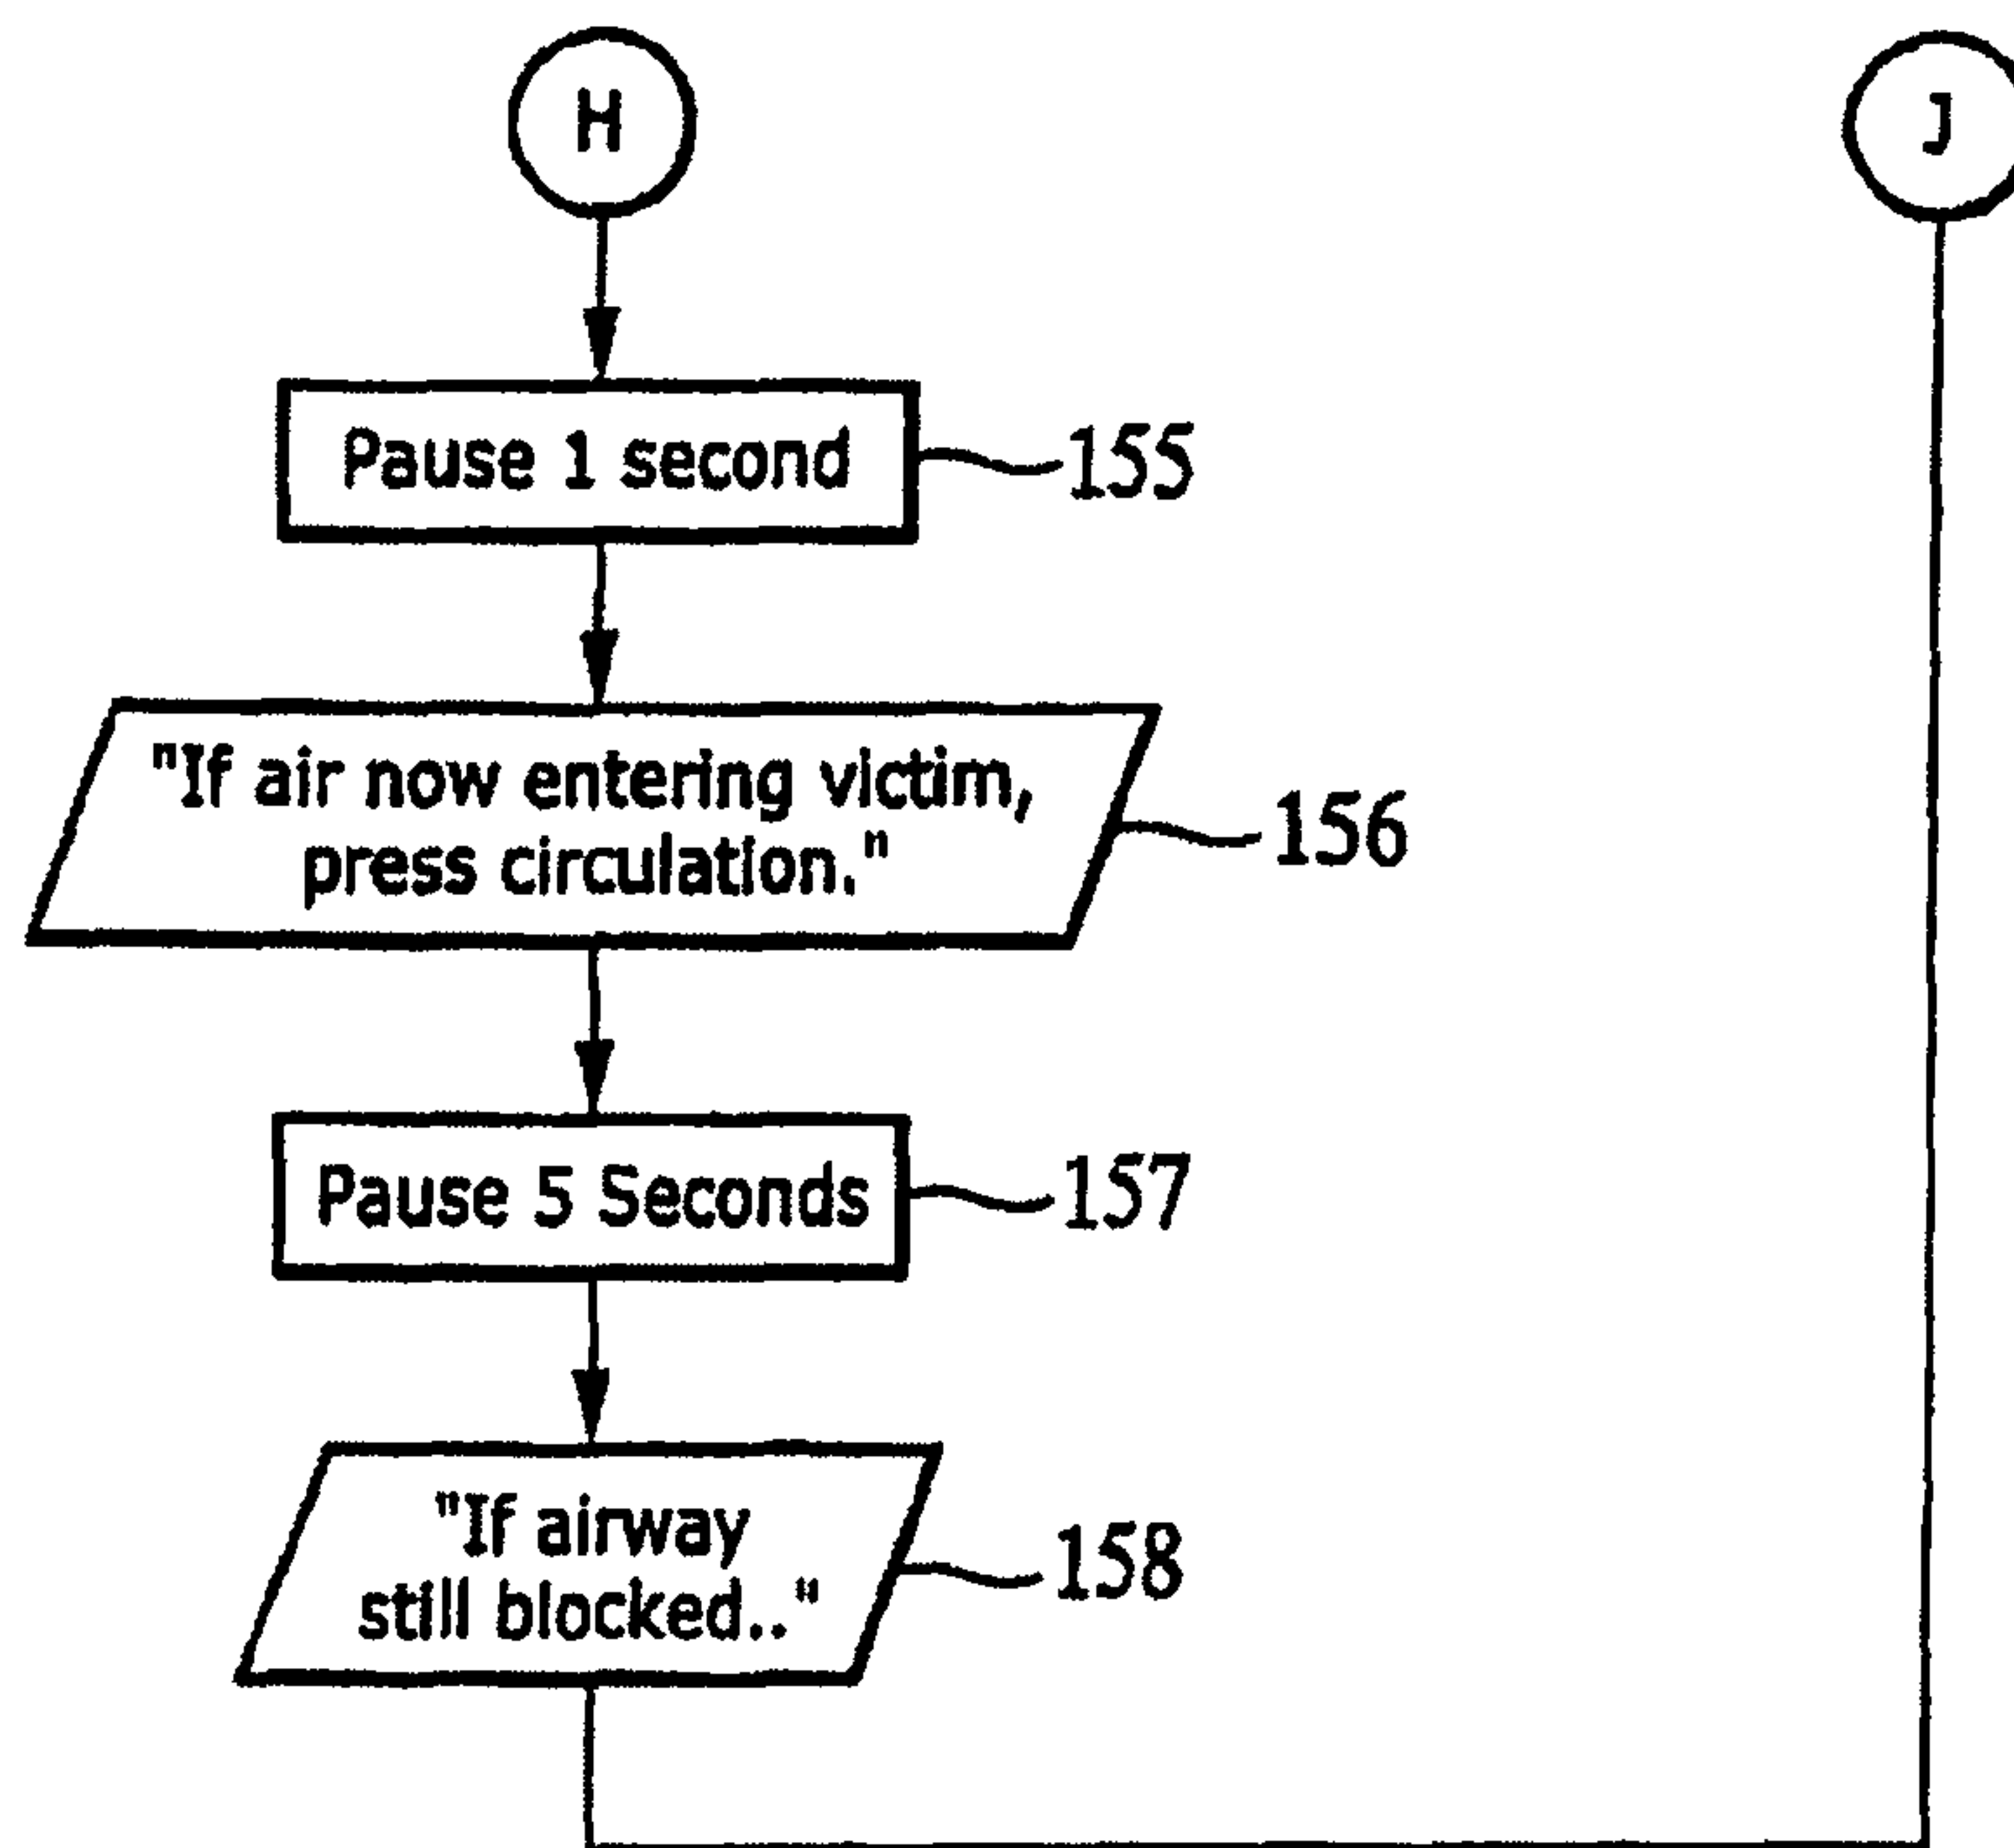 H
J
Pause 1 second
155
"If air now entering victim,
press circulation."
156
Pause 5 Seconds
157
"If airway
still blocked.."
158